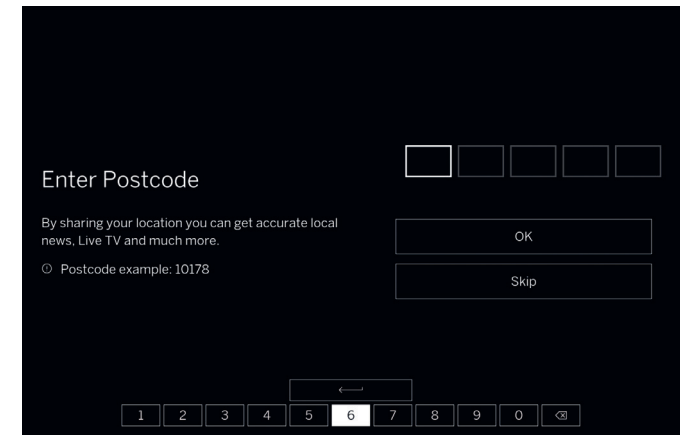 Enter Postcode
By sharing your location you can get accurate local
news, Live TV and much more.
Postcode example: 10178
OK
Skip
1 2 3 4 5 6 7 8 9 0